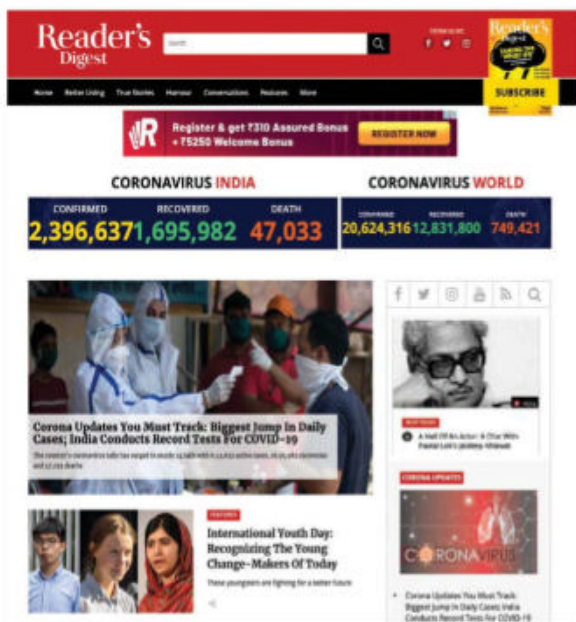 Reader's
Digest
Search
SUBSCRIBE
Home Better Living True Stories Humour Conversations Features More
Register & get ₹310 Assured Bonus
+ ₹5250 Welcome Bonus
REGISTER NOW
CORONAVIRUS INDIA
CONFIRMED RECOVERED DEATH
2,396,637 1,695,982 47,033
CORONAVIRUS WORLD
CONFIRMED RECOVERED DEATH
20,624,316 12,831,800 749,421
Corona Updates You Must Track: Biggest Jump In Daily
Cases; India Conducts Record Tests For COVID-19
FEATURES
International Youth Day:
Recognizing The Young
Change-Makers Of Today
These youngsters are fighting for a better future
A Hell Of An Actor: A Chat With
CORONA UPDATES
CORONAVIRUS
Corona Updates You Must Track:
Biggest Jump In Daily Cases; India
Conducts Record Tests For COVID-19